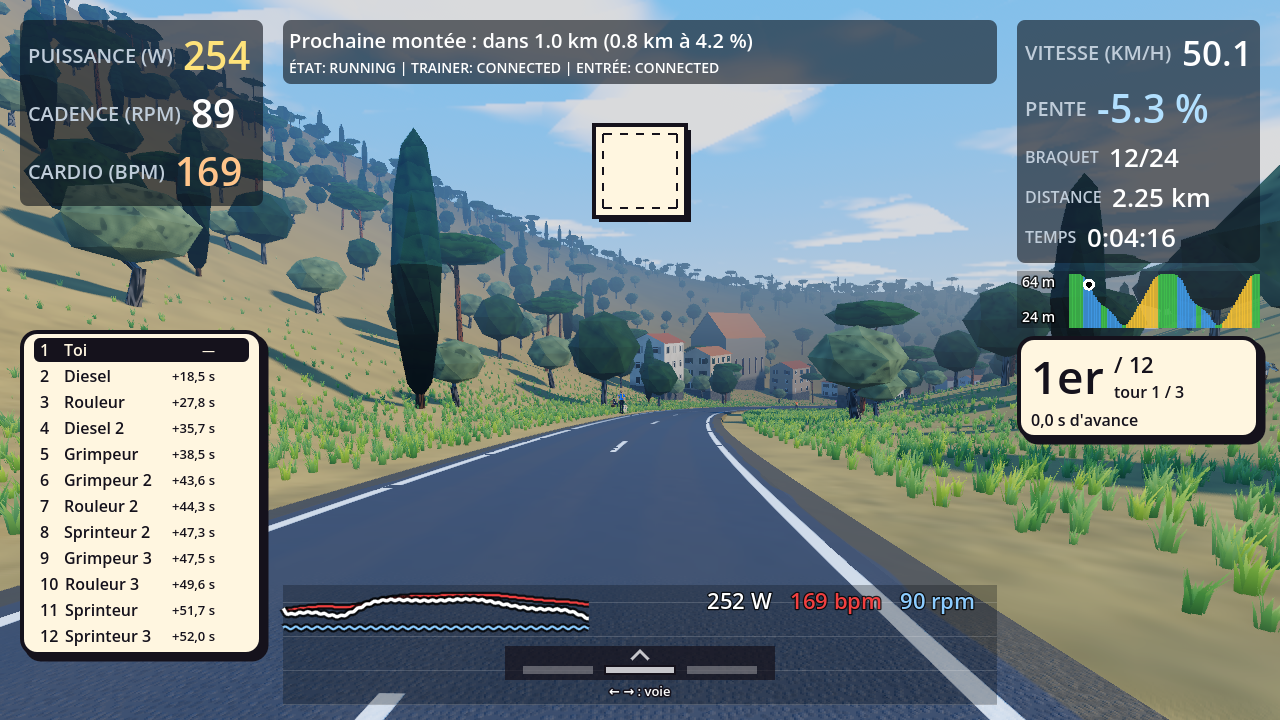 PUISSANCE (W) 254
CADENCE (RPM) 89
CARDIO (BPM) 169
Prochaine montée : dans 1.0 km (0.8 km à 4.2 %)
ÉTAT: RUNNING | TRAINER: CONNECTED | ENTRÉE: CONNECTED
VITESSE (KM/H) 50.1
PENTE -5.3 %
BRAQUET 12/24
DISTANCE 2.25 km
TEMPS 0:04:16
64 m
24 m
1er / 12
tour 1 / 3
0,0 s d'avance
1 Toi —
2 Diesel +18,5 s
3 Rouleur +27,8 s
4 Diesel 2 +35,7 s
5 Grimpeur +38,5 s
6 Grimpeur 2 +43,6 s
7 Rouleur 2 +44,3 s
8 Sprinteur 2 +47,3 s
9 Grimpeur 3 +47,5 s
10 Rouleur 3 +49,6 s
11 Sprinteur +51,7 s
12 Sprinteur 3 +52,0 s
252 W 169 bpm 90 rpm
← → : voie